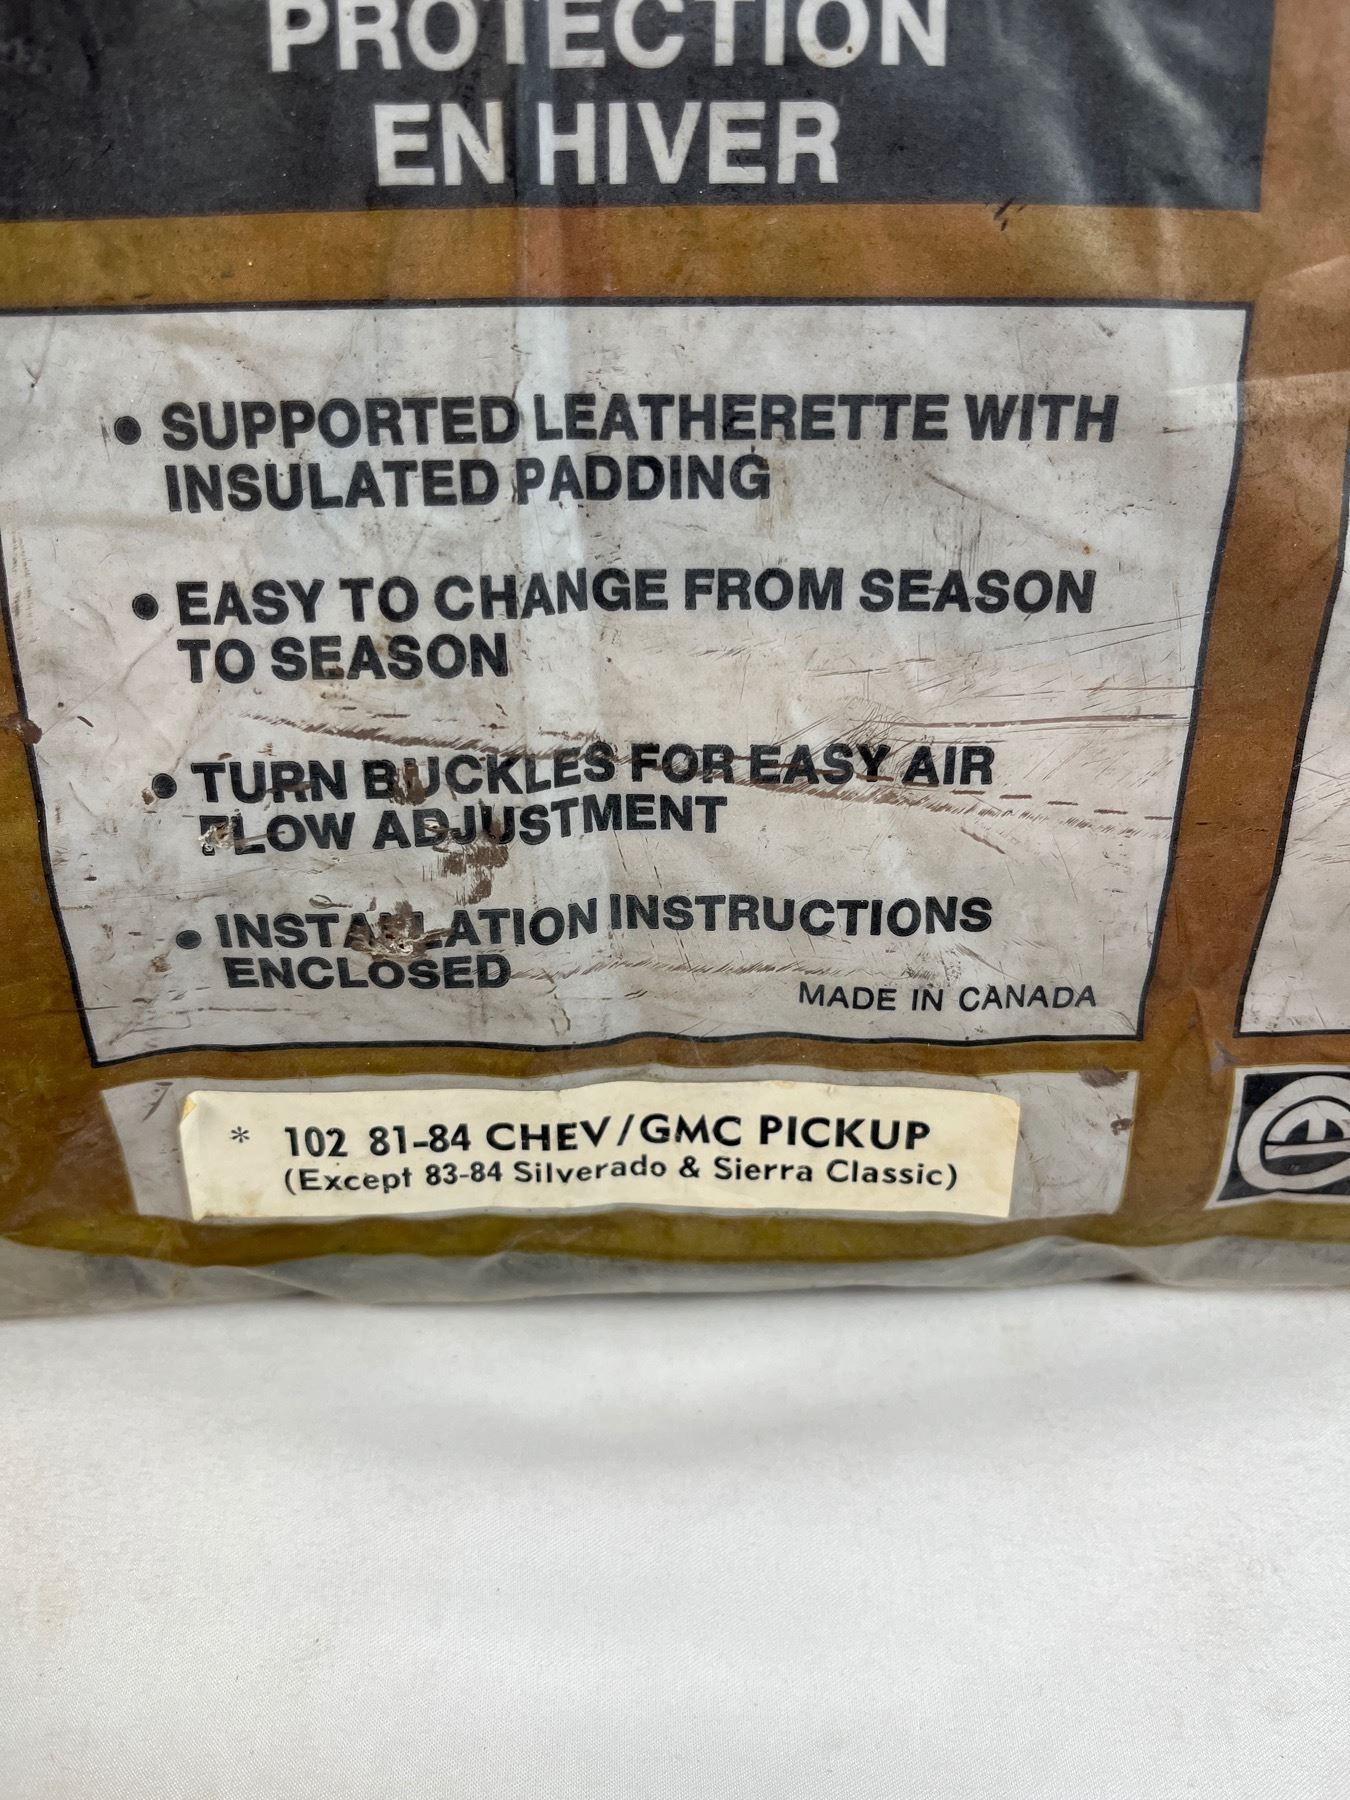 PROTECTION
EN HIVER
• SUPPORTED LEATHERETTE WITH
INSULATED PADDING
• EASY TO CHANGE FROM SEASON
TO SEASON
• TURN BUCKLES FOR EASY AIR
FLOW ADJUSTMENT
• INSTALLATION INSTRUCTIONS
ENCLOSED
MADE IN CANADA
* 102 81-84 CHEV/GMC PICKUP
(Except 83-84 Silverado & Sierra Classic)